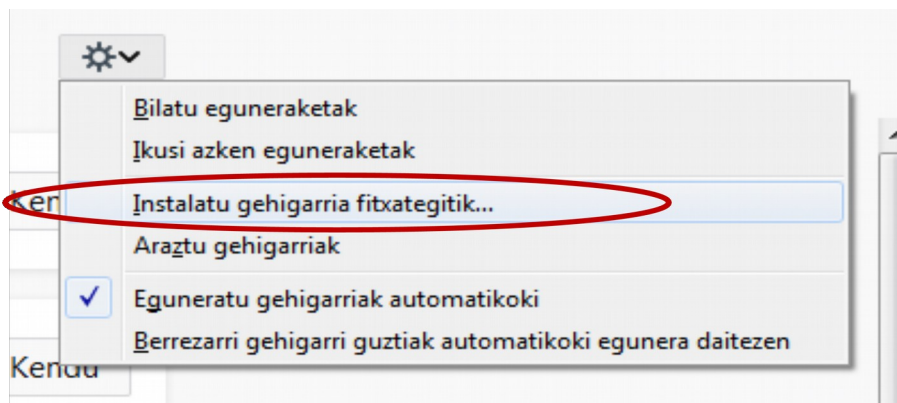 Bilatu eguneraketak
Ikusi azken eguneraketak
Instalatu gehigarria fitxategitik...
Araztu gehigarriak
Eguneratu gehigarriak automatikoki
Berrezarri gehigarri guztiak automatikoki egunera daitezen
Kendu